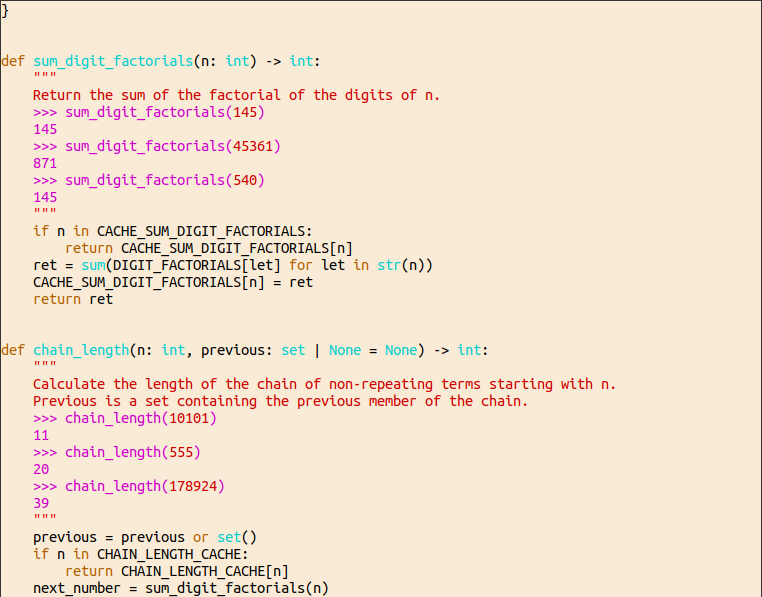 }
def sum_digit_factorials(n: int) -> int:
    """
    Return the sum of the factorial of the digits of n.
    >>> sum_digit_factorials(145)
    145
    >>> sum_digit_factorials(45361)
    871
    >>> sum_digit_factorials(540)
    145
    """
    if n in CACHE_SUM_DIGIT_FACTORIALS:
        return CACHE_SUM_DIGIT_FACTORIALS[n]
    ret = sum(DIGIT_FACTORIALS[let] for let in str(n))
    CACHE_SUM_DIGIT_FACTORIALS[n] = ret
    return ret
def chain_length(n: int, previous: set | None = None) -> int:
    """
    Calculate the length of the chain of non-repeating terms starting with n.
    Previous is a set containing the previous member of the chain.
    >>> chain_length(10101)
    11
    >>> chain_length(555)
    20
    >>> chain_length(178924)
    39
    """
    previous = previous or set()
    if n in CHAIN_LENGTH_CACHE:
        return CHAIN_LENGTH_CACHE[n]
    next_number = sum_digit_factorials(n)